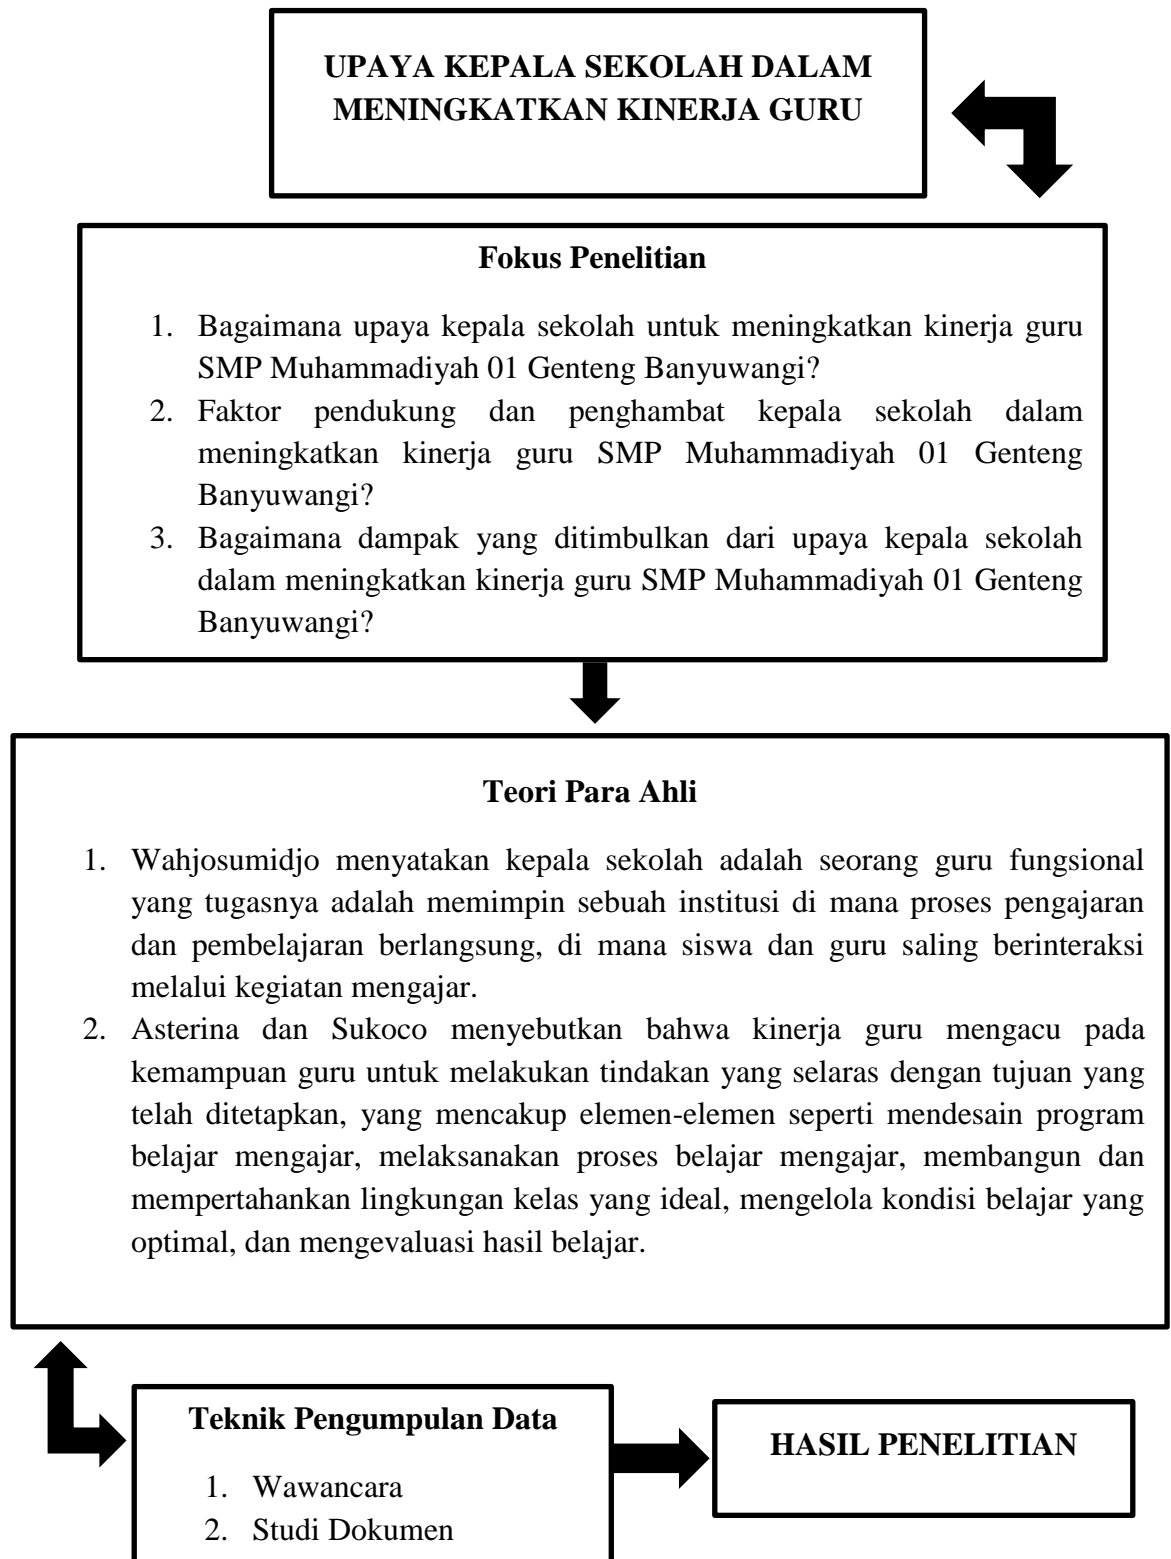 UPAYA KEPALA SEKOLAH DALAM
MENINGKATKAN KINERJA GURU
Fokus Penelitian
1. Bagaimana upaya kepala sekolah untuk meningkatkan kinerja guru
SMP Muhammadiyah 01 Genteng Banyuwangi?
2. Faktor pendukung dan penghambat kepala sekolah dalam
meningkatkan kinerja guru SMP Muhammadiyah 01 Genteng
Banyuwangi?
3. Bagaimana dampak yang ditimbulkan dari upaya kepala sekolah
dalam meningkatkan kinerja guru SMP Muhammadiyah 01 Genteng
Banyuwangi?
Teori Para Ahli
1. Wahjosumidjo menyatakan kepala sekolah adalah seorang guru fungsional
yang tugasnya adalah memimpin sebuah institusi di mana proses pengajaran
dan pembelajaran berlangsung, di mana siswa dan guru saling berinteraksi
melalui kegiatan mengajar.
2. Asterina dan Sukoco menyebutkan bahwa kinerja guru mengacu pada
kemampuan guru untuk melakukan tindakan yang selaras dengan tujuan yang
telah ditetapkan, yang mencakup elemen-elemen seperti mendesain program
belajar mengajar, melaksanakan proses belajar mengajar, membangun dan
mempertahankan lingkungan kelas yang ideal, mengelola kondisi belajar yang
optimal, dan mengevaluasi hasil belajar.
Teknik Pengumpulan Data
1. Wawancara
2. Studi Dokumen
HASIL PENELITIAN